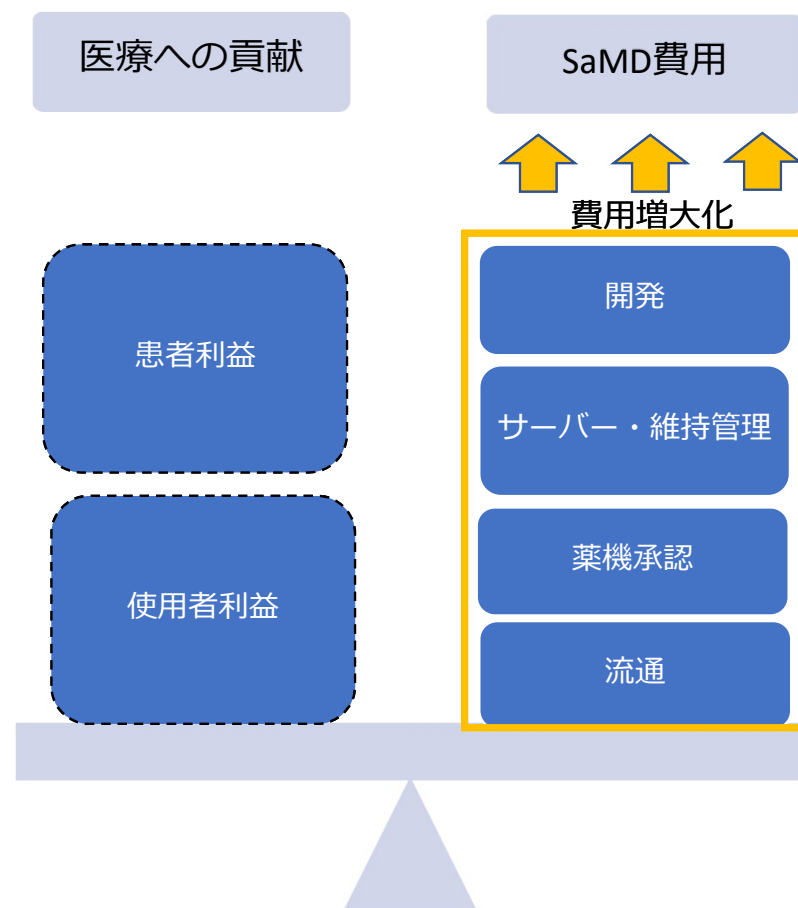 医療への貢献
SaMD費用
費用増大化
患者利益
使用者利益
開発
サーバー・維持管理
薬機承認
流通